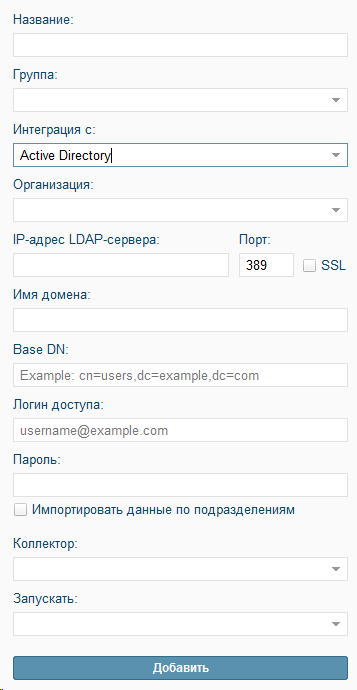 Название:
Группа:
Интеграция с:
Active Directory
Организация:
IP-адрес LDAP-сервера: Порт:
389 SSL
Имя домена:
Base DN:
Example: cn=users,dc=example,dc=com
Логин доступа:
username@example.com
Пароль:
Импортировать данные по подразделениям
Коллектор:
Запускать:
Добавить